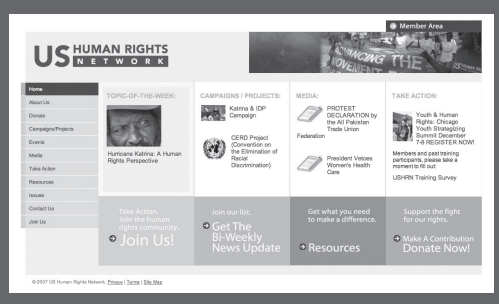 Member Area
US HUMAN RIGHTS
NETWORK
ADVANCING THE
MOVEMENT
Home
About Us
Donate
Campaigns/Projects
Events
Media
Take Action
Resources
Issues
Contact Us
Join Us
TOPIC-OF-THE-WEEK:
Hurricane Katrina: A Human
Rights Perspective
CAMPAIGNS / PROJECTS:
Katrina & IDP
Campaign
CERD Project
(Convention on
the Elimination of
Racial
Discrimination)
MEDIA:
PROTEST
DECLARATION by
the All Pakistan
Trade Union
Federation
President Vetoes
Women's Health
Care
TAKE ACTION:
Youth & Human
Rights: Chicago
Youth Strategizing
Summit December
7-8 REGISTER NOW!
Members and past training
participants, please take a
moment to fill out:
USHRN Training Survey
Take Action.
Join the human
rights community.
Join Us!
Join our list.
Get The
Bi-Weekly
News Update
Get what you need
to make a difference.
Resources
Support the fight
for our rights.
Make A Contribution
Donate Now!
© 2007 US Human Rights Network, Privacy | Terms | Site Map